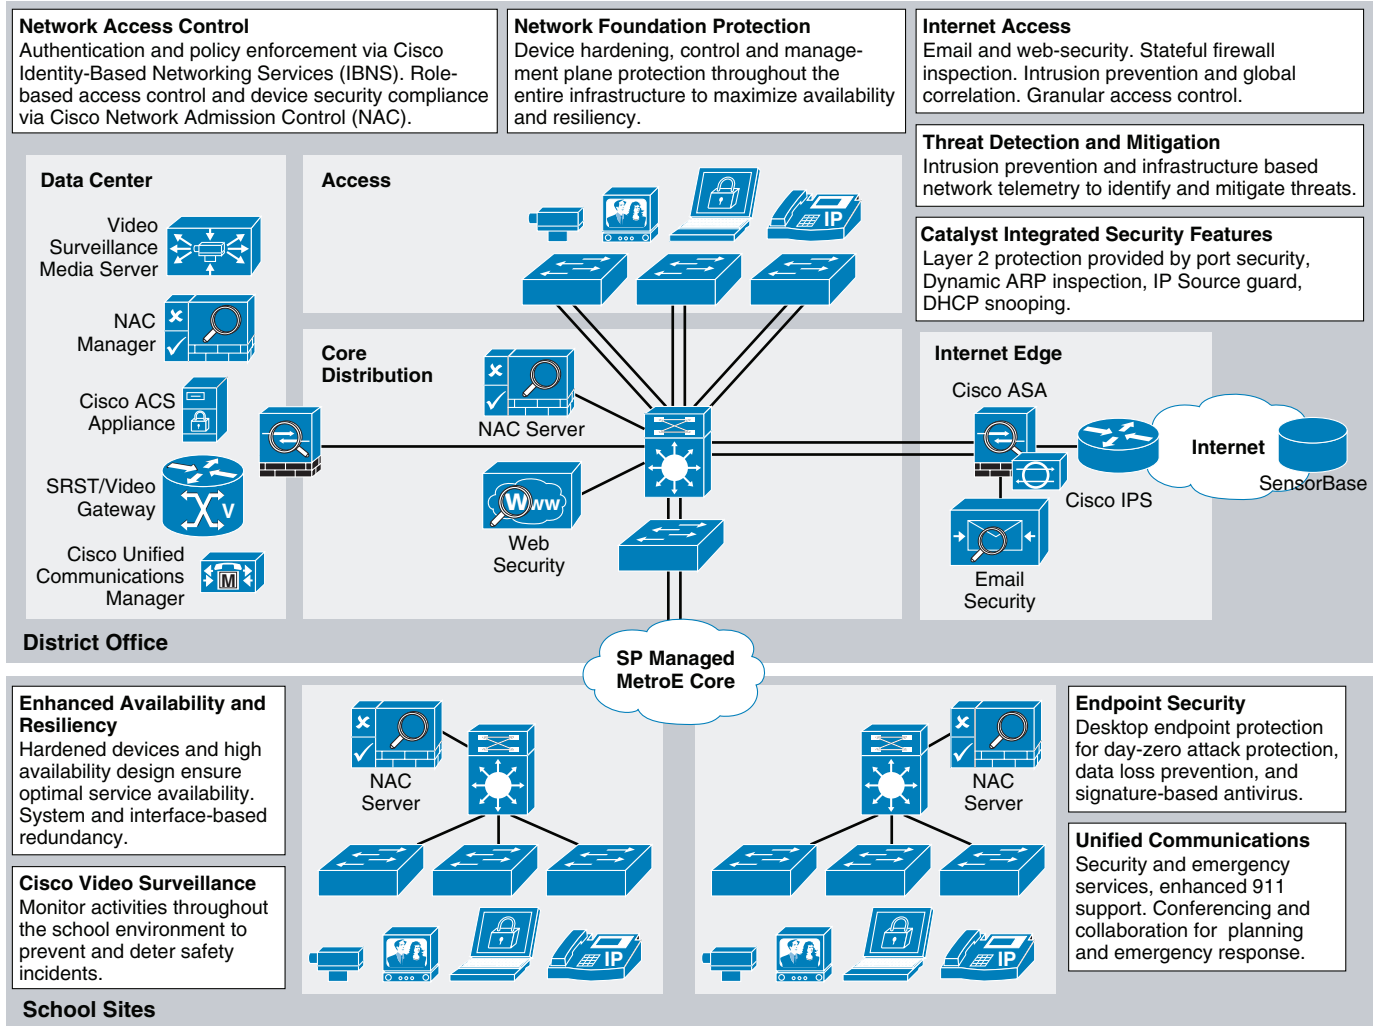 Network Access Control
Authentication and policy enforcement via Cisco
Identity-Based Networking Services (IBNS). Role-
based access control and device security compliance
via Cisco Network Admission Control (NAC).
Network Foundation Protection
Device hardening, control and manage-
ment plane protection throughout the
entire infrastructure to maximize availability
and resiliency.
Internet Access
Email and web-security. Stateful firewall
inspection. Intrusion prevention and global
correlation. Granular access control.
Threat Detection and Mitigation
Intrusion prevention and infrastructure based
network telemetry to identify and mitigate threats.
Catalyst Integrated Security Features
Layer 2 protection provided by port security,
Dynamic ARP inspection, IP Source guard,
DHCP snooping.
Data Center
Video
Surveillance
Media Server
NAC
Manager
Cisco ACS
Appliance
SRST/Video
Gateway
V
Cisco Unified
Communications
Manager
M
Access
IP
Core
Distribution
NAC Server
Www
Web
Security
Internet Edge
Cisco ASA
Cisco IPS
Internet
SensorBase
Email
Security
District Office
SP Managed
MetroE Core
Enhanced Availability and
Resiliency
Hardened devices and high
availability design ensure
optimal service availability.
System and interface-based
redundancy.
Cisco Video Surveillance
Monitor activities throughout
the school environment to
prevent and deter safety
incidents.
NAC
Server
IP
NAC
Server
IP
Endpoint Security
Desktop endpoint protection
for day-zero attack protection,
data loss prevention, and
signature-based antivirus.
Unified Communications
Security and emergency
services, enhanced 911
support. Conferencing and
collaboration for planning
and emergency response.
School Sites